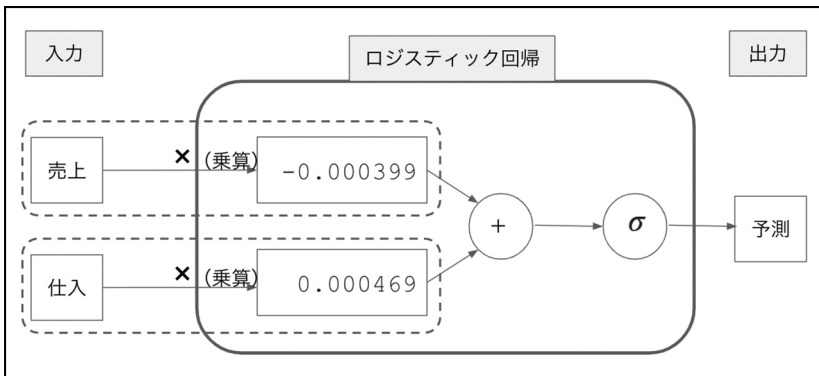 入力
ロジスティック回帰
出力
売上
× (乗算)
-0.000399
仕入
× (乗算)
0.000469
+
σ
予測